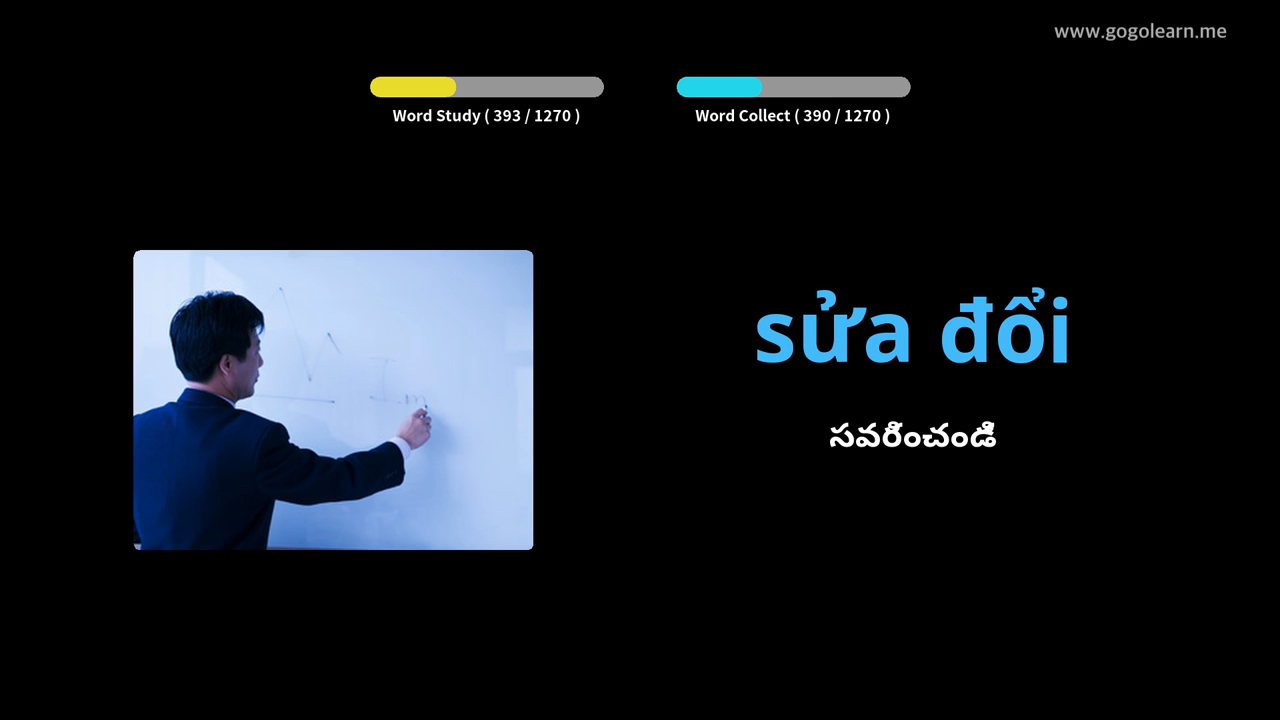 www.gogolearn.me
Word Study ( 393 / 1270 )
Word Collect ( 390 / 1270 )
sửa đổi
సవరించండి